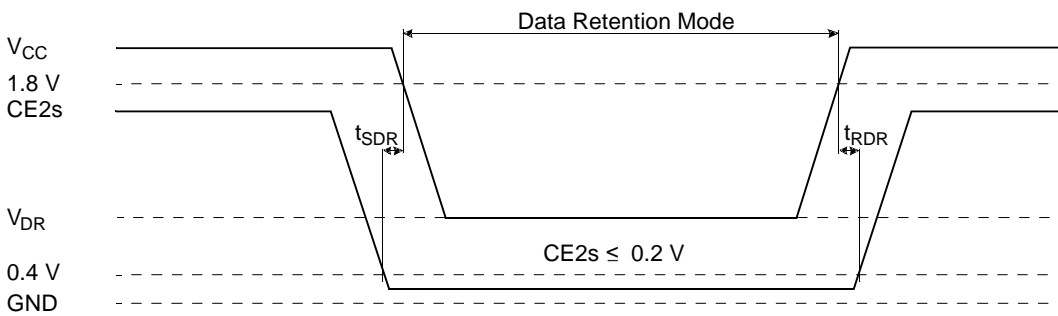 Data Retention Mode
VCC
1.8 V
CE2s
tSDR
tRDR
VDR
CE2s ≤ 0.2 V
0.4 V
GND